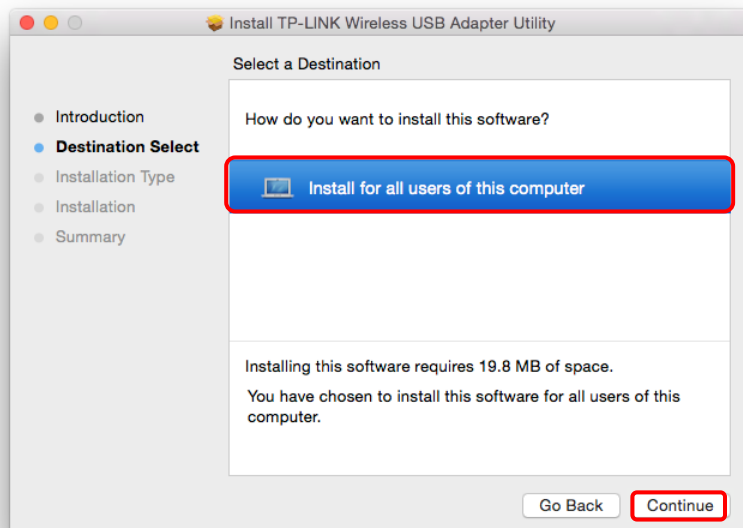 Install TP-LINK Wireless USB Adapter Utility
Select a Destination
Introduction
Destination Select
Installation Type
Installation
Summary
How do you want to install this software?
Install for all users of this computer
Installing this software requires 19.8 MB of space.
You have chosen to install this software for all users of this
computer.
Go Back
Continue